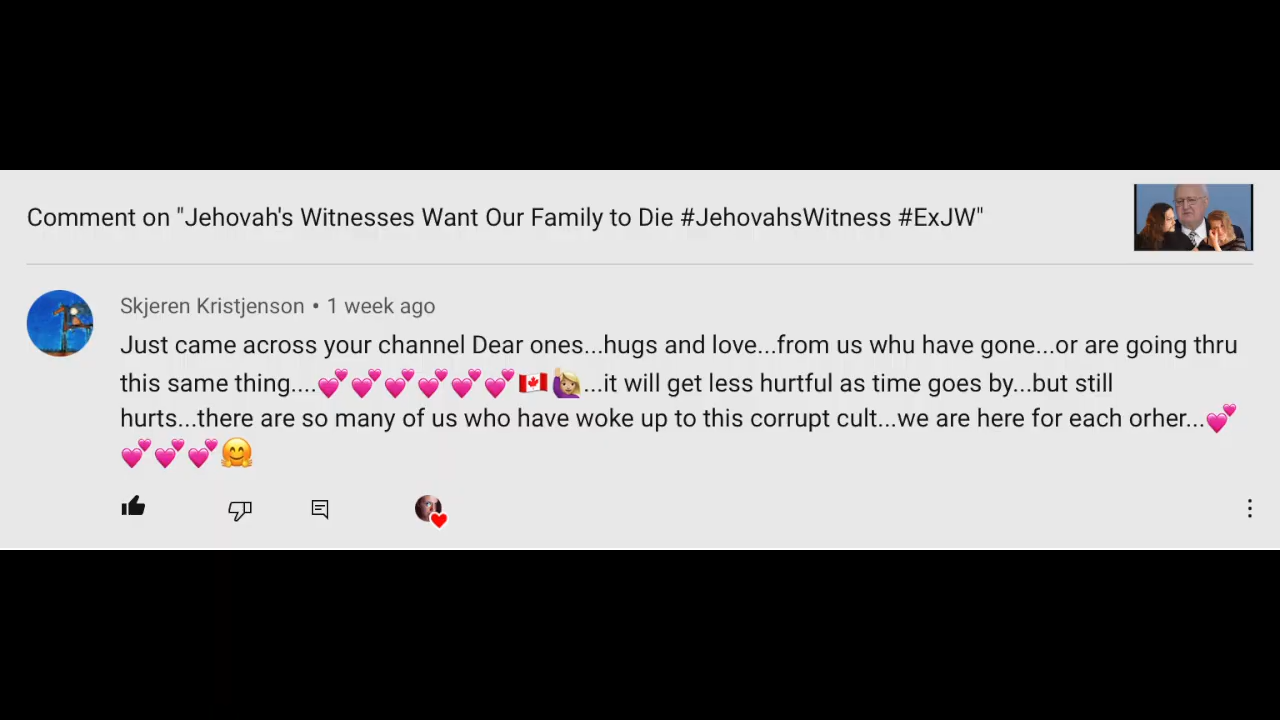 Comment on "Jehovah's Witnesses Want Our Family to Die #JehovahsWitness #ExJW"
Skjeren Kristjenson • 1 week ago
Just came across your channel Dear ones...hugs and love...from us whu have gone...or are going thru
this same thing....💕💕💕💕💕💕🇨🇦🙋🏼‍♀️...it will get less hurtful as time goes by...but still
hurts...there are so many of us who have woke up to this corrupt cult...we are here for each orher...💕
💕💕💕🤗